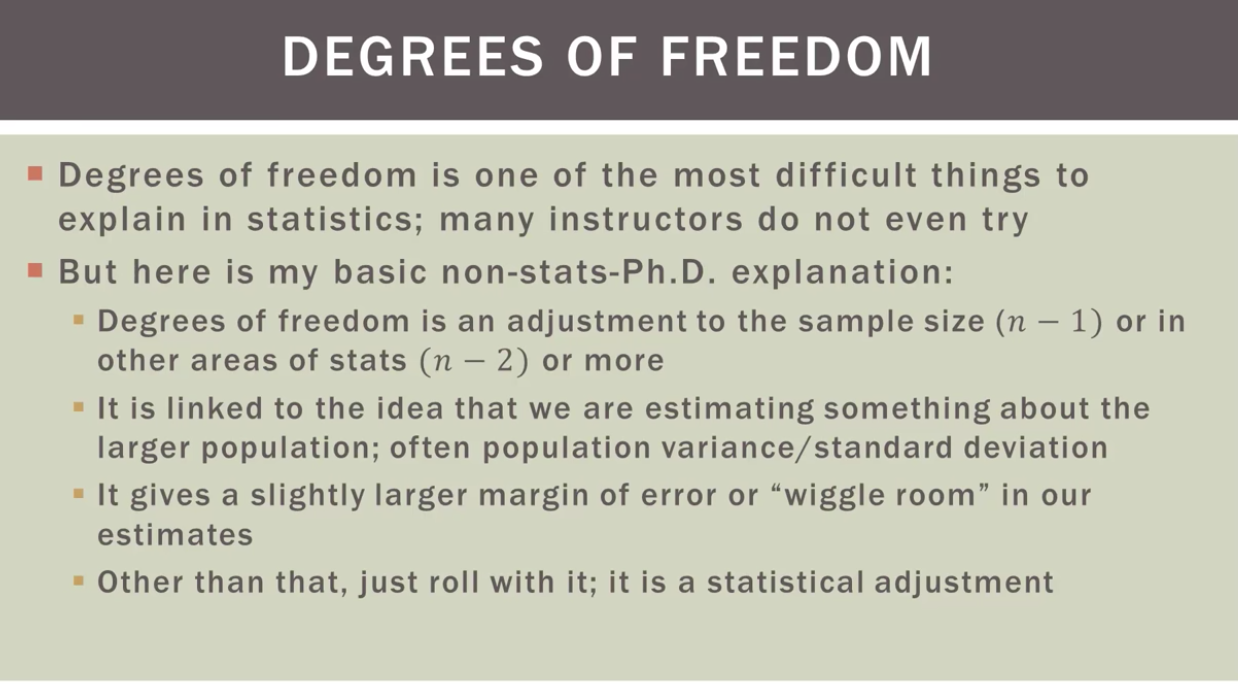 DEGREES OF FREEDOM
Degrees of freedom is one of the most difficult things to
explain in statistics; many instructors do not even try
But here is my basic non-stats-Ph.D. explanation:
Degrees of freedom is an adjustment to the sample size (n − 1) or in
other areas of stats (n − 2) or more
It is linked to the idea that we are estimating something about the
larger population; often population variance/standard deviation
It gives a slightly larger margin of error or “wiggle room” in our
estimates
Other than that, just roll with it; it is a statistical adjustment